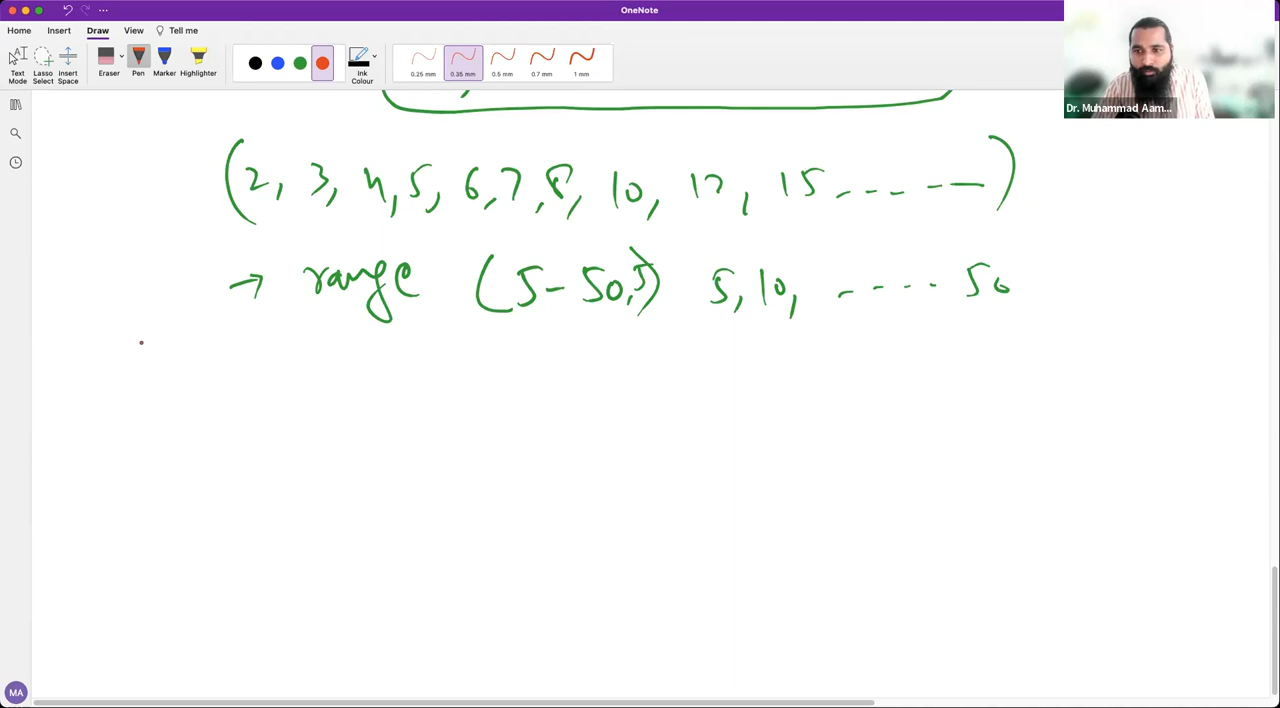 OneNote
Home Insert Draw View Tell me
Text Mode Lasso Select Insert Space Eraser Pen Marker Highlighter Ink Colour 0.25 mm 0.35 mm 0.5 mm 0.7 mm 1 mm
Dr. Muhammad Aam...
(2, 3, 4, 5, 6, 7, 8, 10, 12, 15 ........ )
→ range (5-50,5) 5, 10, ..... 50
MA